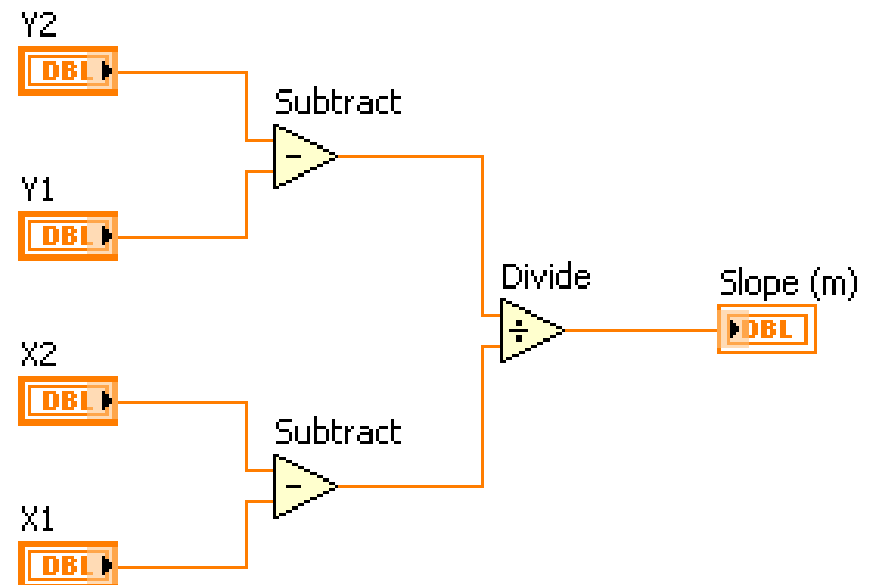 Y2
DBL
Subtract
Y1
DBL
Divide
Slope (m)
DBL
X2
DBL
Subtract
X1
DBL